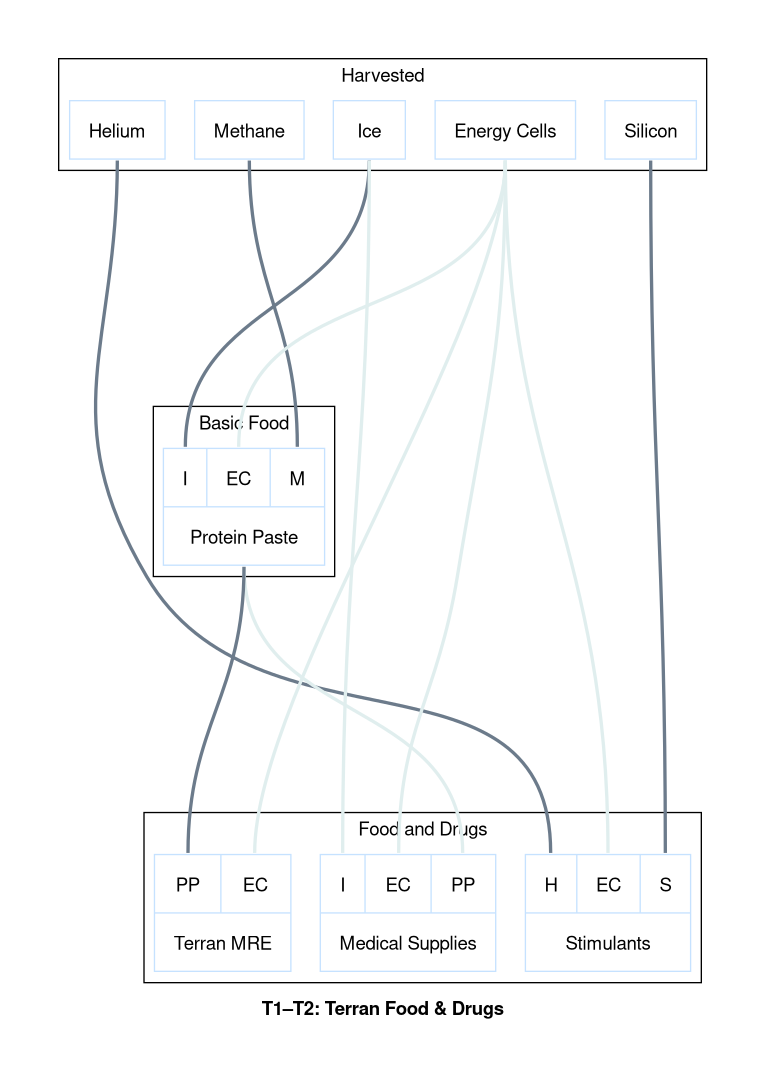 Harvested
Helium Methane Ice Energy Cells Silicon
Basic Food
I EC M
Protein Paste
Food and Drugs
PP EC I EC PP H EC S
Terran MRE Medical Supplies Stimulants
T1–T2: Terran Food & Drugs